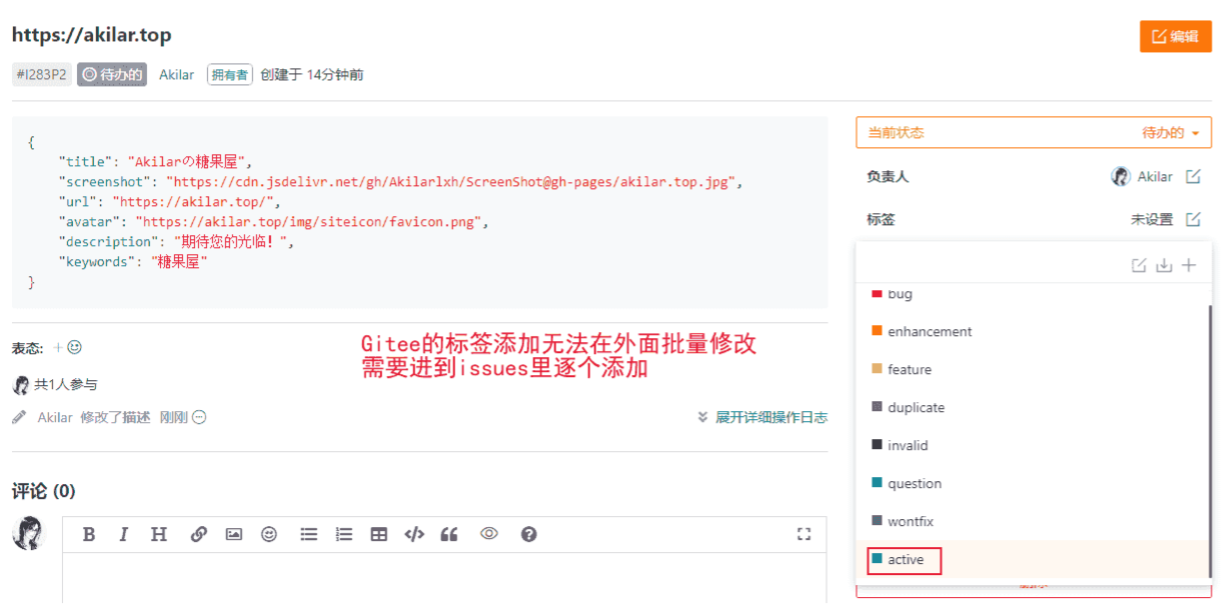 https://akilar.top
编辑
#I283P2 待办的 Akilar 拥有者 创建于 14分钟前
{
"title": "Akilarの糖果屋",
"screenshot": "https://cdn.jsdelivr.net/gh/Akilarlxh/ScreenShot@gh-pages/akilar.top.jpg",
"url": "https://akilar.top/",
"avatar": "https://akilar.top/img/siteicon/favicon.png",
"description": "期待您的光临！",
"keywords": "糖果屋"
}
表态:
共1人参与
Akilar 修改了描述 刚刚
展开详细操作日志
Gitee的标签添加无法在外面批量修改
需要进到issues里逐个添加
评论 (0)
B I H
当前状态 待办的
负责人 Akilar
标签 未设置
bug
enhancement
feature
duplicate
invalid
question
wontfix
active